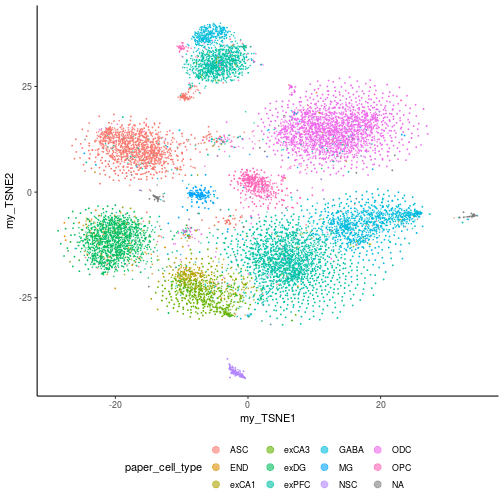 my_TSNE2
25
0
-25
-20
0
20
my_TSNE1
paper_cell_type
ASC
exCA3
GABA
ODC
END
exDG
MG
OPC
exCA1
exPFC
NSC
NA